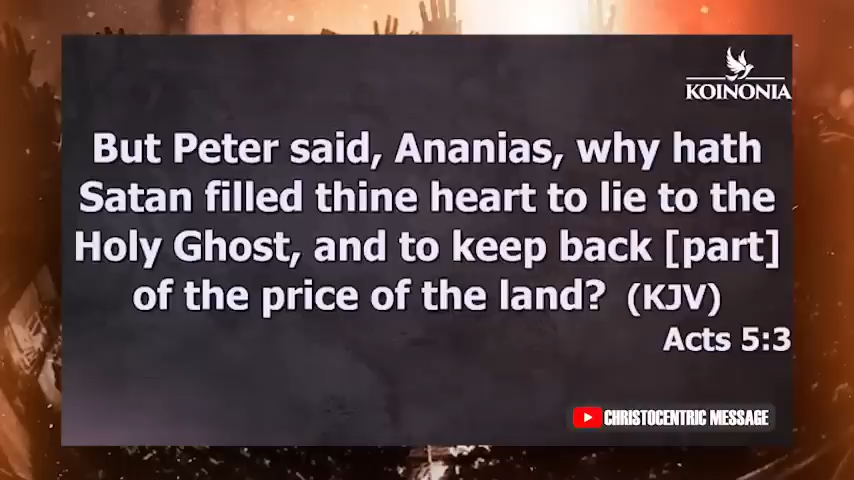 KOINONIA
But Peter said, Ananias, why hath
Satan filled thine heart to lie to the
Holy Ghost, and to keep back [part]
of the price of the land? (KJV)
Acts 5:3
CHRISTOCENTRIC MESSAGE